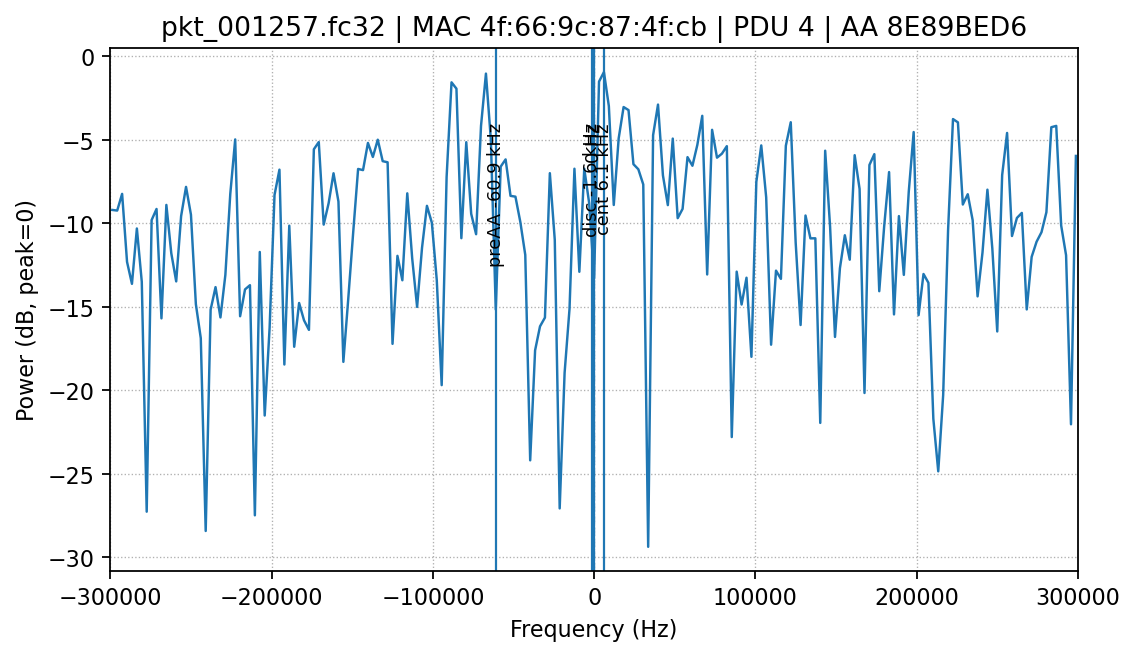 pkt_001257.fc32 | MAC 4f:66:9c:87:4f:cb | PDU 4 | AA 8E89BED6
Power (dB, peak=0)
0
−5
−10
−15
−20
−25
−30
preAA -60.9 kHz
cent 6.1 kHz
−300000
−200000
−100000
0
100000
200000
300000
Frequency (Hz)